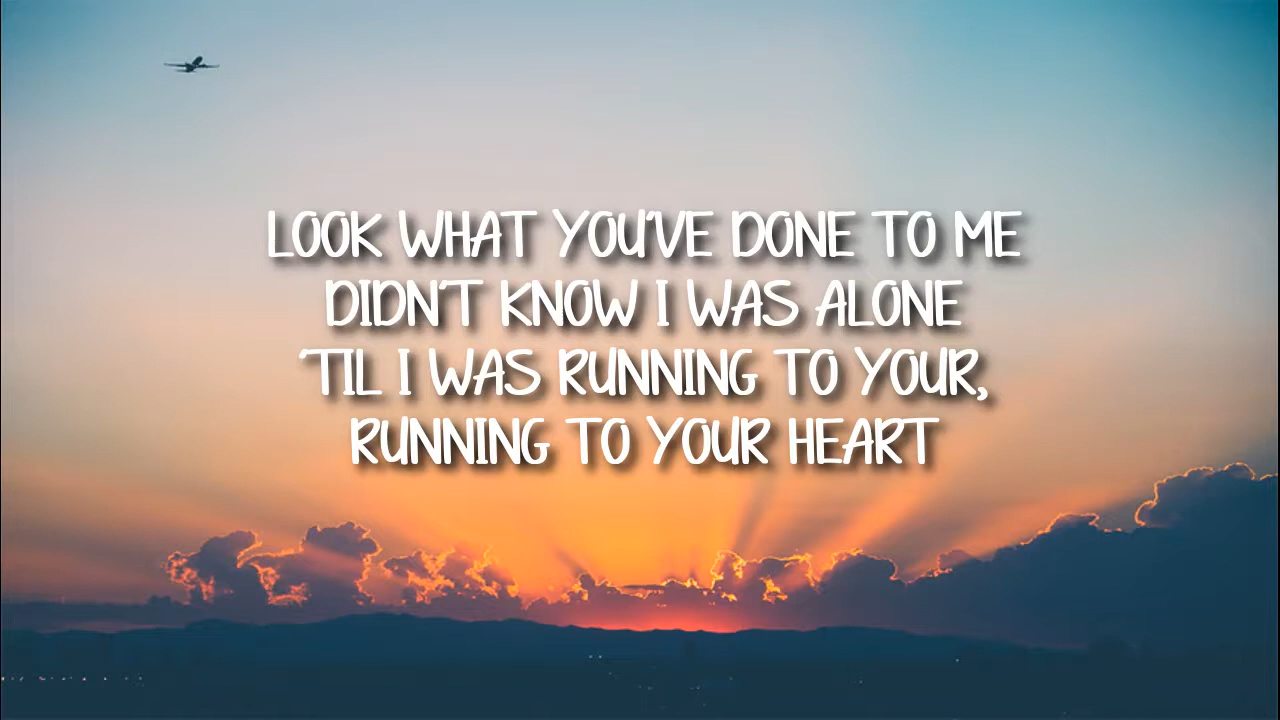 LOOK WHAT YOU'VE DONE TO ME
DIDN'T KNOW I WAS ALONE
'TIL I WAS RUNNING TO YOUR,
RUNNING TO YOUR HEART